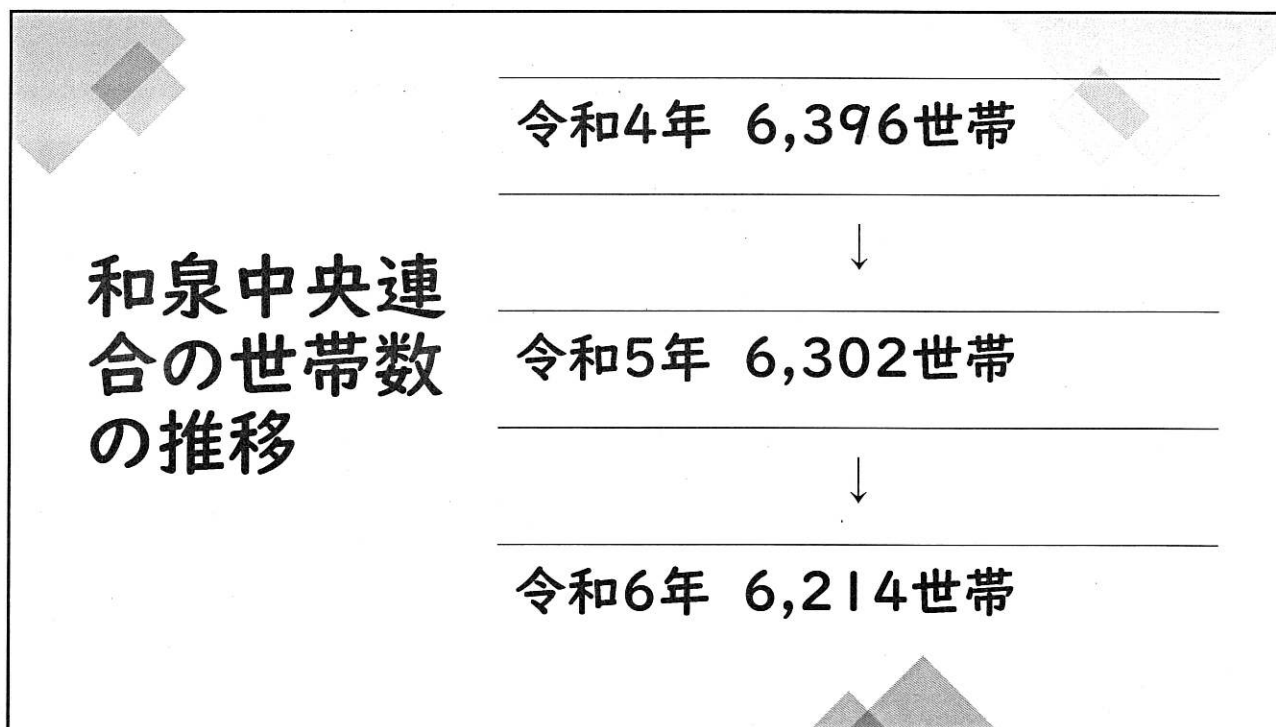 和泉中央連
合の世帯数
の推移
令和4年 6,396世帯
↓
令和5年 6,302世帯
↓
令和6年 6,214世帯